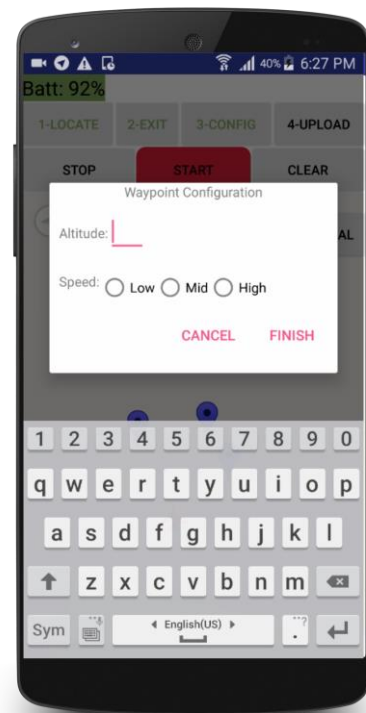 40% 6:27 PM
Batt: 92%
1-LOCATE 2-EXIT 3-CONFIG 4-UPLOAD
STOP START CLEAR
Waypoint Configuration
AL
Altitude:
Speed: Low Mid High
CANCEL FINISH
1 2 3 4 5 6 7 8 9 0
q w e r t y u i o p
a s d f g h j k l
z x c v b n m
Sym English(US) . ?